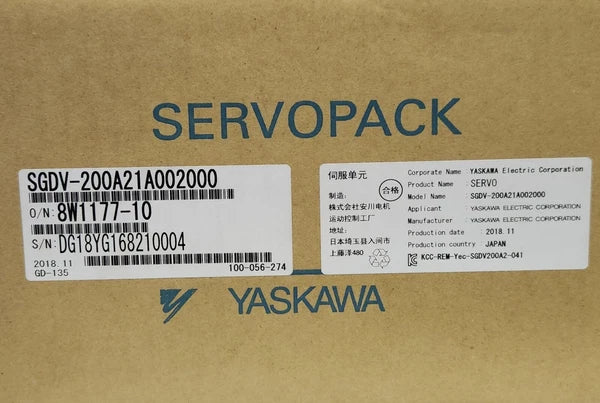 SERVOPACK
SGDV-200A21A002000
O/N: 8W1177-10
S/N: DG18YG168210004
2018.11
GD-135
100-056-274
伺服单元
合格
制造:
株式会社安川电机
运动控制工厂
地址:
日本埼玉县入间市
上藤泽480
Corporate Name : YASKAWA Electric Corporation
Product Name : SERVO
Model Name : SGDV-200A21A002000
Applicant : YASKAWA ELECTRIC CORPORATION
Manufacturer : YASKAWA ELECTRIC CORPORATION
Production date : 2018.11
Production country : JAPAN
KCC-REM-Yec-SGDV200A2-041
YASKAWA